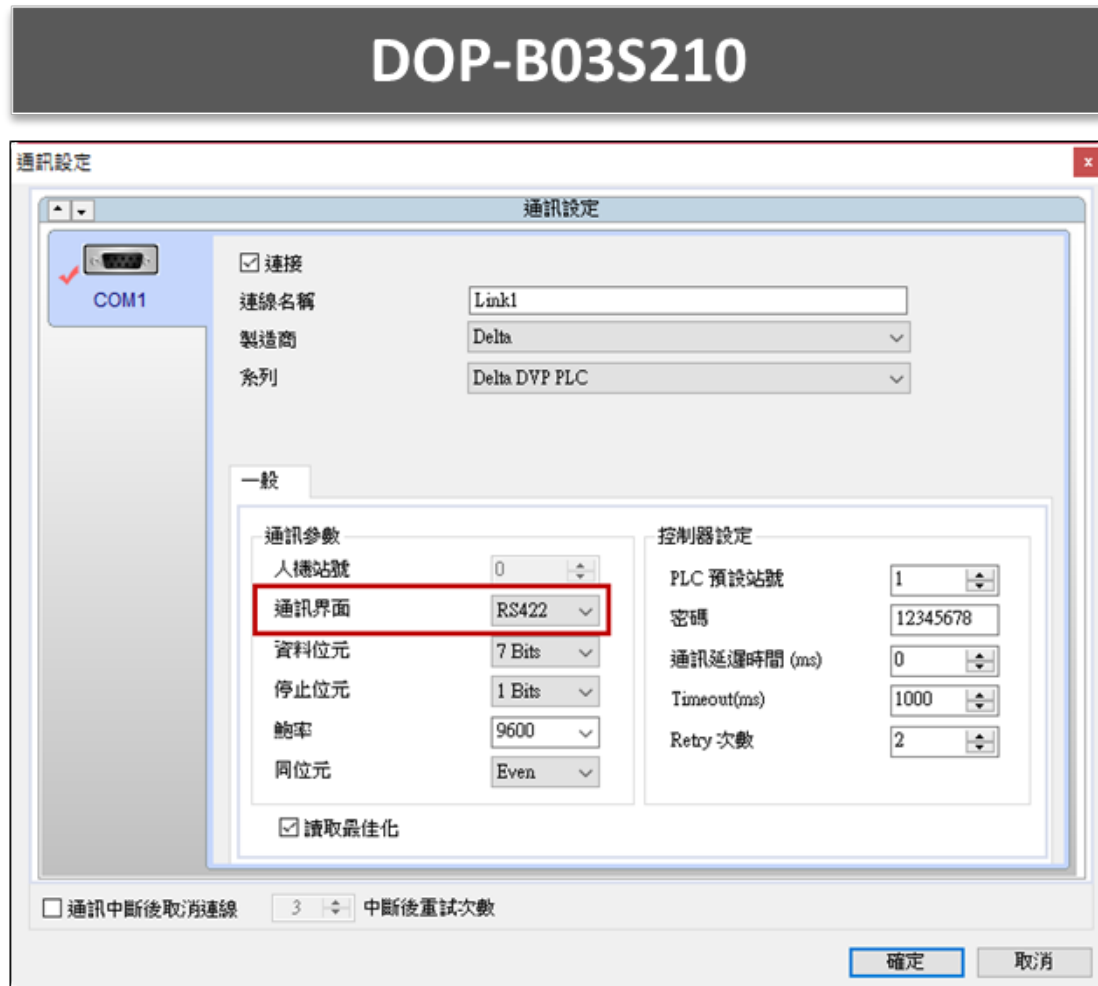 DOP-B03S210
通訊設定
x
通訊設定
COM1
連接
連線名稱
Link1
製造商
Delta
系列
Delta DVP PLC
一般
通訊參數
人機站號
0
通訊界面
RS422
資料位元
7 Bits
停止位元
1 Bits
鮑率
9600
同位元
Even
讀取最佳化
控制器設定
PLC 預設站號
1
密碼
12345678
通訊延遲時間 (ms)
0
Timeout(ms)
1000
Retry 次數
2
通訊中斷後取消連線
3
中斷後重試次數
確定
取消